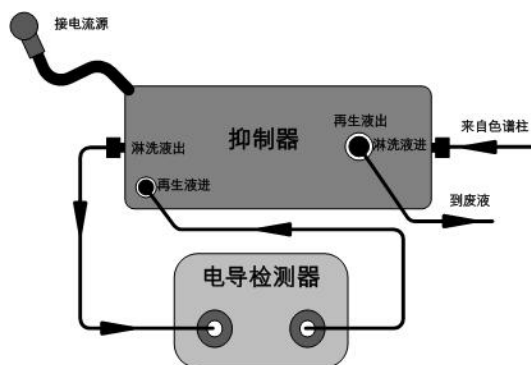 接电流源
再生液出
来自色谱柱
淋洗液出
抑制器
淋洗液进
再生液进
到废液
电导检测器